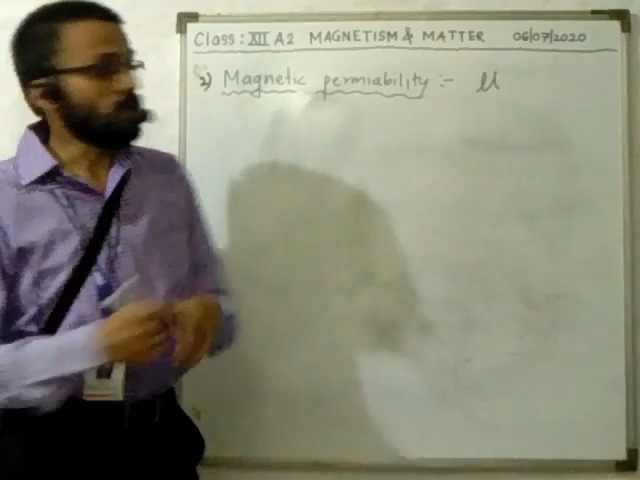 Class: XII A2 MAGNETISM & MATTER 06/07/2020
2) Magnetic permiability :- μ